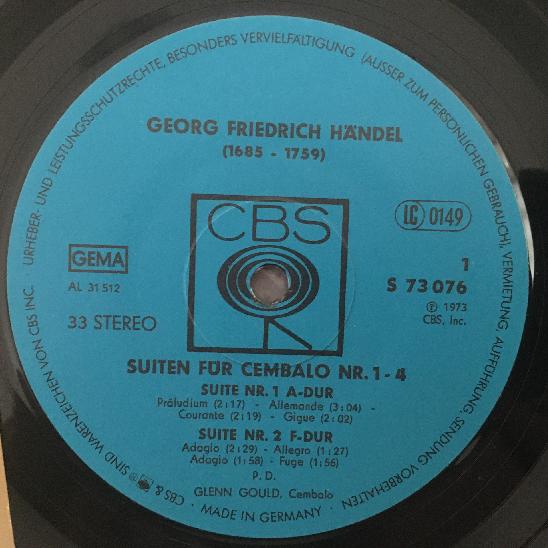 URHEBER- UND LEISTUNGSSCHUTZRECHTE, BESONDERS VERVIELFÄLTIGUNG (AUSSER ZUM PERSÖNLICHEN GEBRAUCH), VERMIETUNG, AUFFÜHRUNG, SENDUNG VORBEHALTEN
GEORG FRIEDRICH HÄNDEL
(1685 - 1759)
CBS
LC 0149
GEMA
1
AL 31 512
S 73 076
℗ 1973
CBS, Inc.
33 STEREO
SUITEN FÜR CEMBALO NR. 1 - 4
SUITE NR. 1 A-DUR
Präludium (2:17) - Allemande (3:04) -
Courante (2:19) - Gigue (2:02)
SUITE NR. 2 F-DUR
Adagio (2:29) - Allegro (1:27)
Adagio (1:58) - Fuge (1:56)
P. D.
GLENN GOULD, Cembalo
· MADE IN GERMANY ·
CBS & ® SIND WARENZEICHEN VON CBS INC.